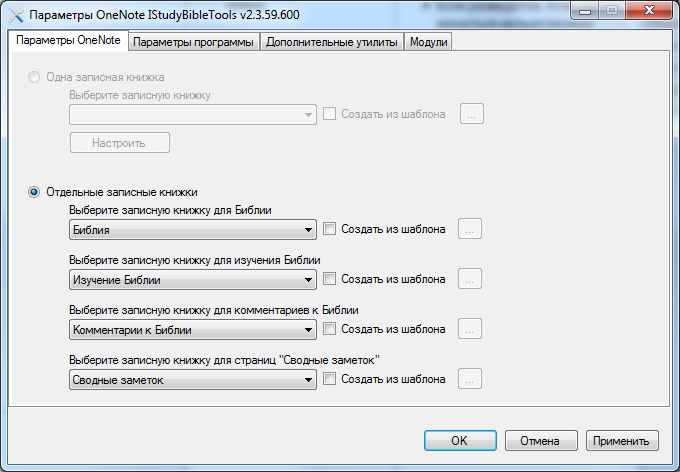 Параметры OneNote IStudyBibleTools v2.3.59.600
Параметры OneNote Параметры программы Дополнительные утилиты Модули
Одна записная книжка
Выберите записную книжку
Создать из шаблона ...
Настроить
Отдельные записные книжки
Выберите записную книжку для Библии
Библия Создать из шаблона ...
Выберите записную книжку для изучения Библии
Изучение Библии Создать из шаблона ...
Выберите записную книжку для комментариев к Библии
Комментарии к Библии Создать из шаблона ...
Выберите записную книжку для страниц "Сводные заметок"
Сводные заметок Создать из шаблона ...
OK Отмена Применить